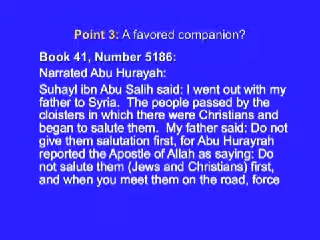 Point 3: A favored companion?
Book 41, Number 5186:
Narrated Abu Hurayah:
Suhayl ibn Abu Salih said: I went out with my
father to Syria. The people passed by the
cloisters in which there were Christians and
began to salute them. My father said: Do not
give them salutation first, for Abu Hurayrah
reported the Apostle of Allah as saying: Do
not salute them (Jews and Christians) first,
and when you meet them on the road, force